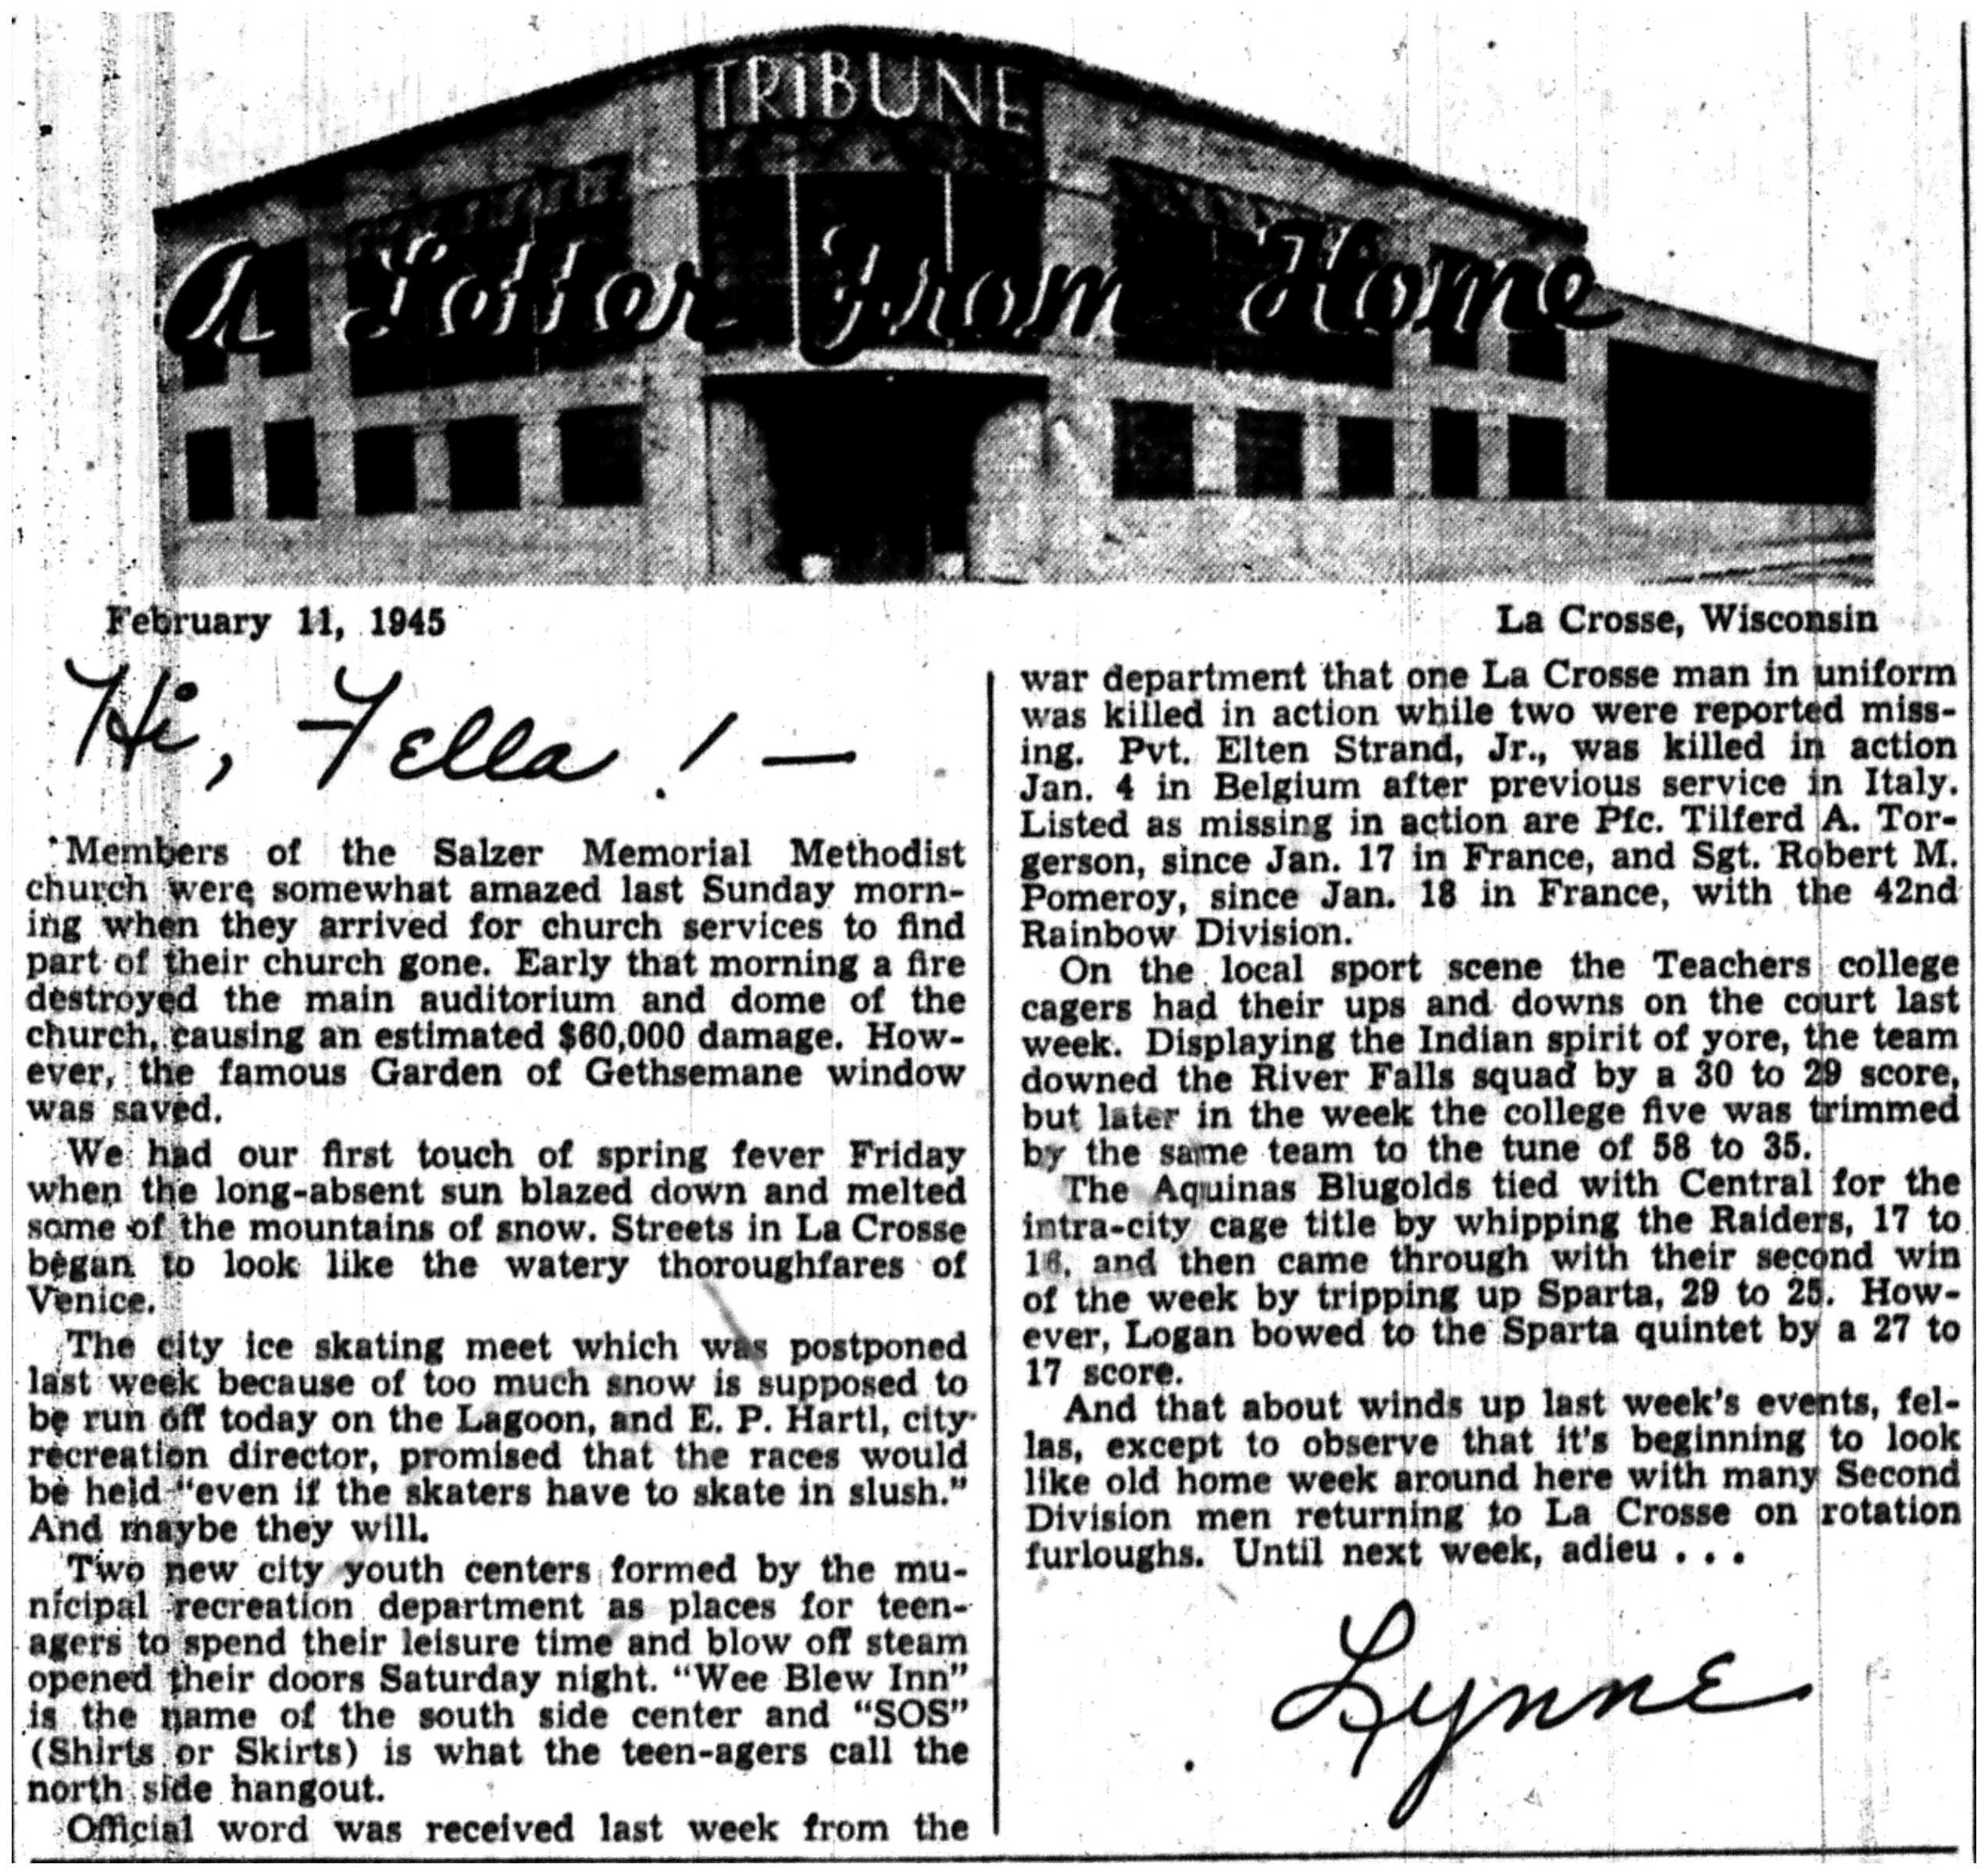 TRIBUNE
A Letter From Home
February 11, 1945
La Crosse, Wisconsin
Hi, Fella! —
Members of the Salzer Memorial Methodist
church were somewhat amazed last Sunday morn-
ing when they arrived for church services to find
part of their church gone. Early that morning a fire
destroyed the main auditorium and dome of the
church, causing an estimated $60,000 damage. How-
ever, the famous Garden of Gethsemane window
was saved.
We had our first touch of spring fever Friday
when the long-absent sun blazed down and melted
some of the mountains of snow. Streets in La Crosse
began to look like the watery thoroughfares of
Venice.
The city ice skating meet which was postponed
last week because of too much snow is supposed to
be run off today on the Lagoon, and E. P. Hartl, city
recreation director, promised that the races would
be held "even if the skaters have to skate in slush."
And maybe they will.
Two new city youth centers formed by the mu-
nicipal recreation department as places for teen-
agers to spend their leisure time and blow off steam
opened their doors Saturday night. "Wee Blew Inn"
is the name of the south side center and "SOS"
(Shirts or Skirts) is what the teen-agers call the
north side hangout.
Official word was received last week from the
war department that one La Crosse man in uniform
was killed in action while two were reported miss-
ing. Pvt. Elten Strand, Jr., was killed in action
Jan. 4 in Belgium after previous service in Italy.
Listed as missing in action are Pfc. Tilferd A. Tor-
gerson, since Jan. 17 in France, and Sgt. Robert M.
Pomeroy, since Jan. 18 in France, with the 42nd
Rainbow Division.
On the local sport scene the Teachers college
cagers had their ups and downs on the court last
week. Displaying the Indian spirit of yore, the team
downed the River Falls squad by a 30 to 29 score,
but later in the week the college five was trimmed
by the same team to the tune of 58 to 35.
The Aquinas Blugolds tied with Central for the
intra-city cage title by whipping the Raiders, 17 to
16, and then came through with their second win
of the week by tripping up Sparta, 29 to 25. How-
ever, Logan bowed to the Sparta quintet by a 27 to
17 score.
And that about winds up last week's events, fel-
las, except to observe that it's beginning to look
like old home week around here with many Second
Division men returning to La Crosse on rotation
furloughs. Until next week, adieu . . .
Lynne